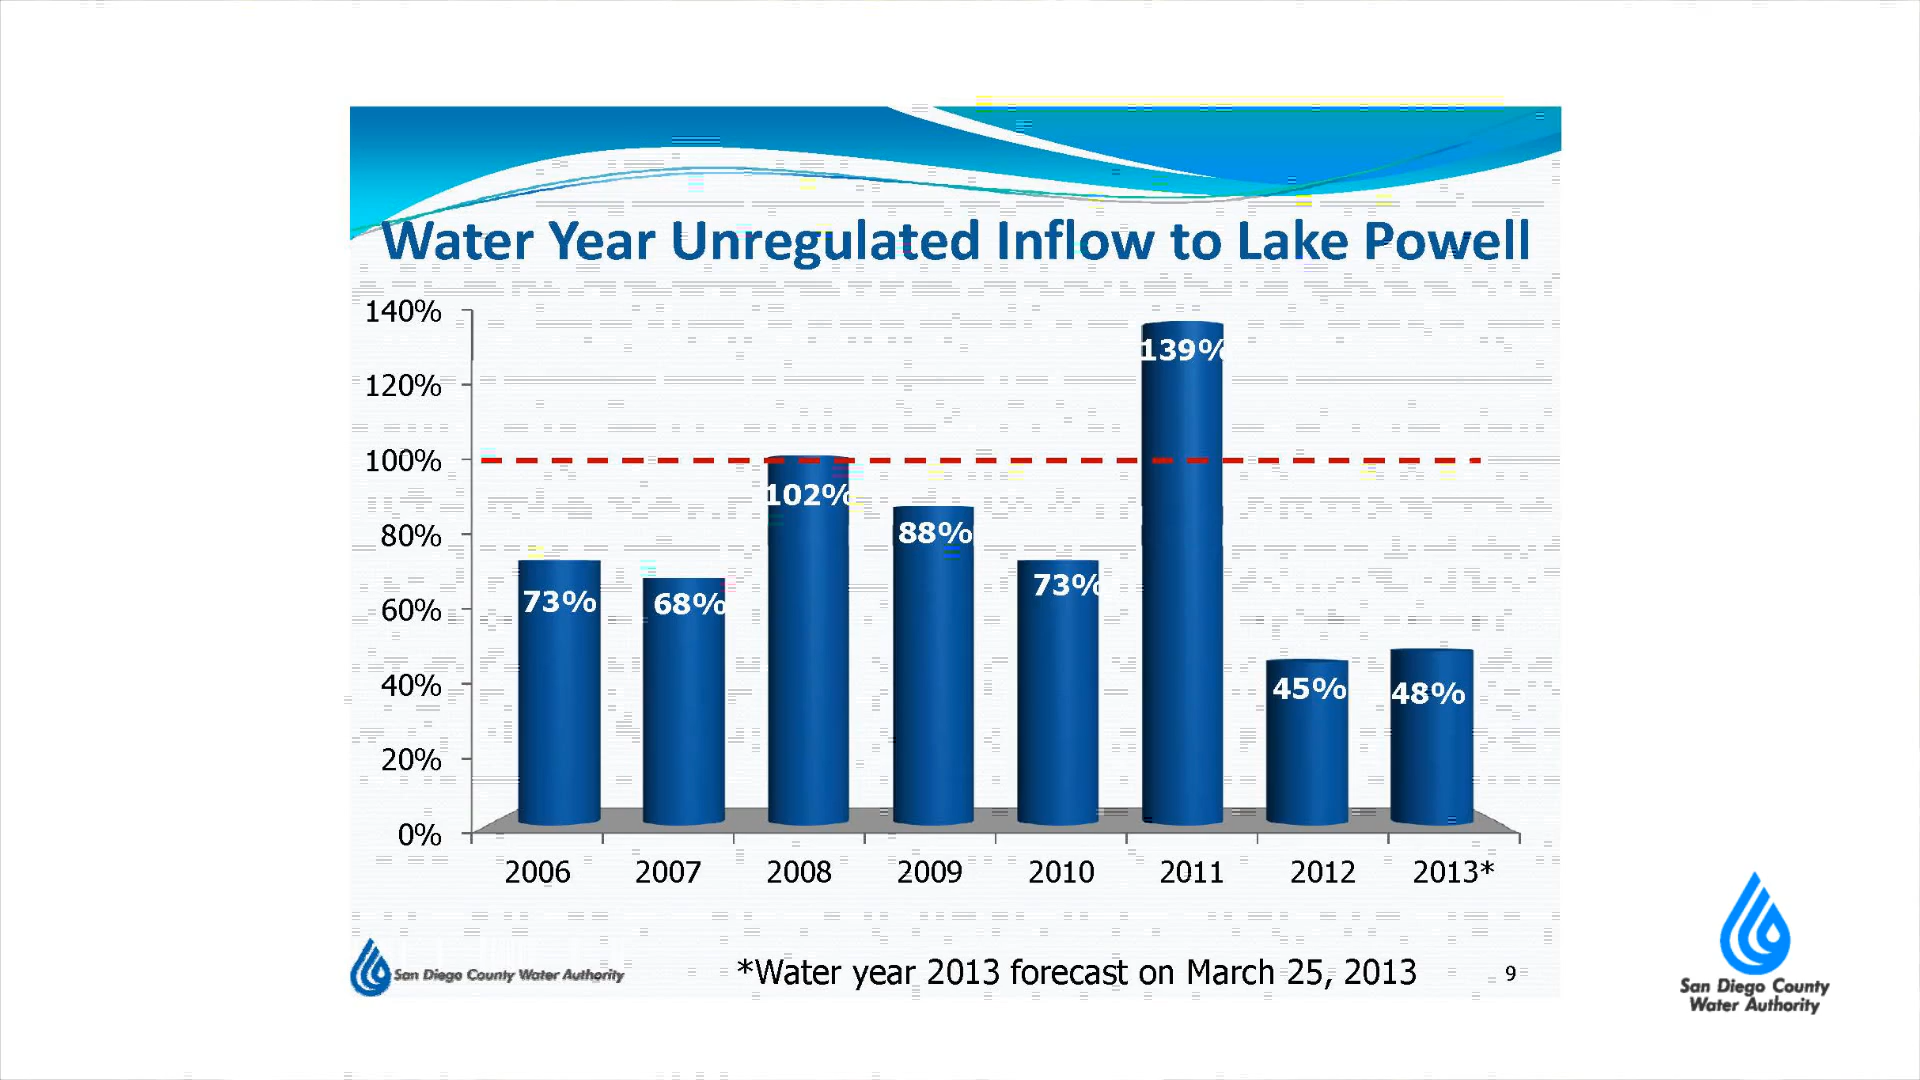 Water Year Unregulated Inflow to Lake Powell
140%
120%
100%
80%
60%
40%
20%
0%
73%
68%
102%
88%
73%
139%
45%
48%
2006 2007 2008 2009 2010 2011 2012 2013*
San Diego County Water Authority
*Water year 2013 forecast on March 25, 2013
9
San Diego County
Water Authority